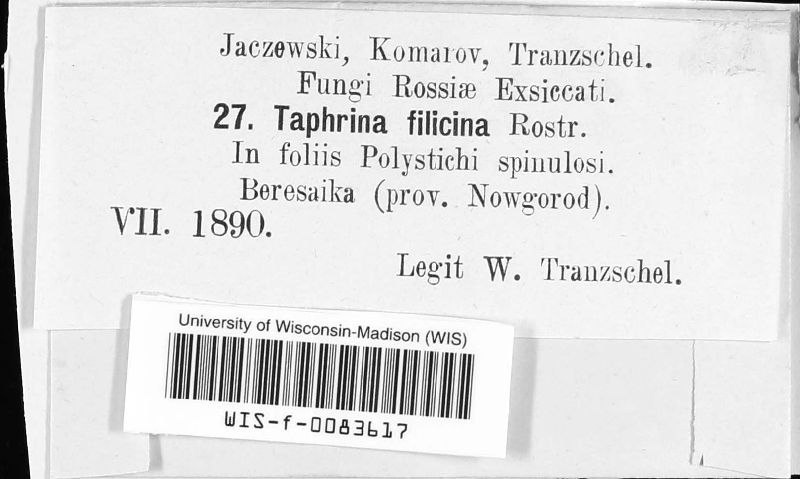 Jaczewski, Komarov, Tranzschel.
Fungi Rossiæ Exsiccati.
27. Taphrina filicina Rostr.
In foliis Polystichi spinulosi.
Beresaika (prov. Nowgorod).
VII. 1890.
Legit W. Tranzschel.
University of Wisconsin-Madison (WIS)
WIS-f-0083617